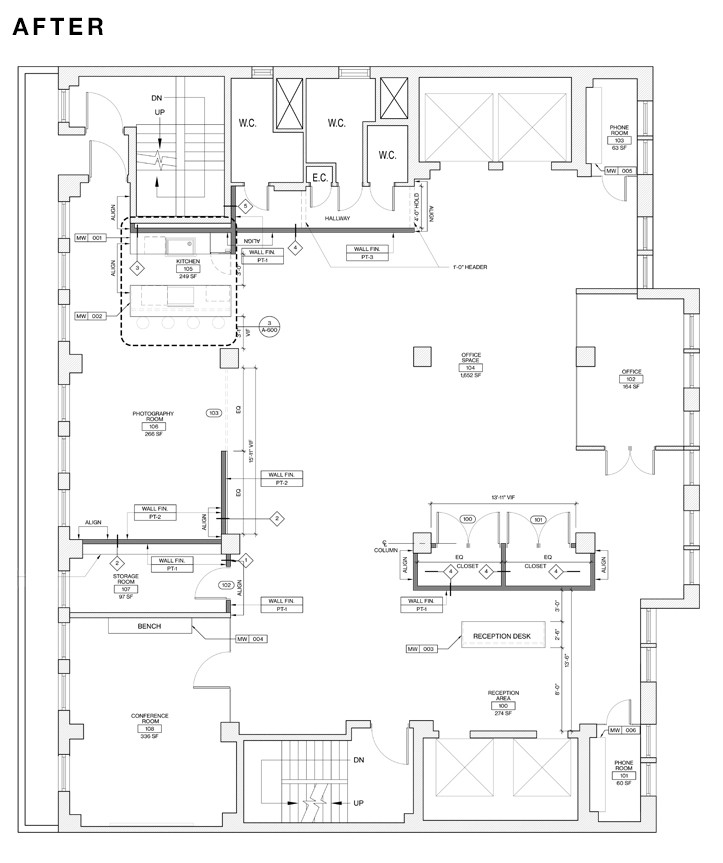 AFTER
DN
UP
W.C.
W.C.
W.C.
E.C.
PHONE
ROOM
103
63 SF
MW 005
ALIGN
5
HALLWAY
4'-0" HOLD
ALIGN
MW 001
ALIGN
4
WALL FIN.
PT-1
WALL FIN.
PT-3
1'-0" HEADER
3
KITCHEN
105
249 SF
ALIGN
MW 002
3
A-600
VIF
OFFICE
SPACE
104
1,652 SF
OFFICE
102
164 SF
PHOTOGRAPHY
ROOM
106
266 SF
103
EQ
15'-11" VIF
EQ
WALL FIN.
PT-2
WALL FIN.
PT-2
ALIGN
ALIGN
2
13'-11" VIF
100
101
COLUMN
ALIGN
EQ
EQ
CLOSET
CLOSET
4
4
4
4
ALIGN
2
WALL FIN.
PT-1
1
STORAGE
ROOM
107
97 SF
102
ALIGN
WALL FIN.
PT-1
WALL FIN.
PT-1
BENCH
MW 004
MW 003
RECEPTION DESK
3'-0"
2'-6"
13'-6"
8'-0"
RECEPTION
AREA
100
274 SF
CONFERENCE
ROOM
108
336 SF
MW 006
DN
UP
PHONE
ROOM
101
60 SF